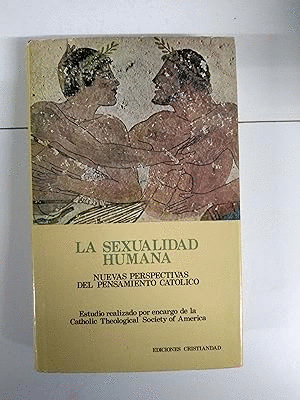 LA SEXUALIDAD
HUMANA
NUEVAS PERSPECTIVAS
DEL PENSAMIENTO CATOLICO
Estudio realizado por encargo de la
Catholic Theological Society of America
EDICIONES CRISTIANDAD